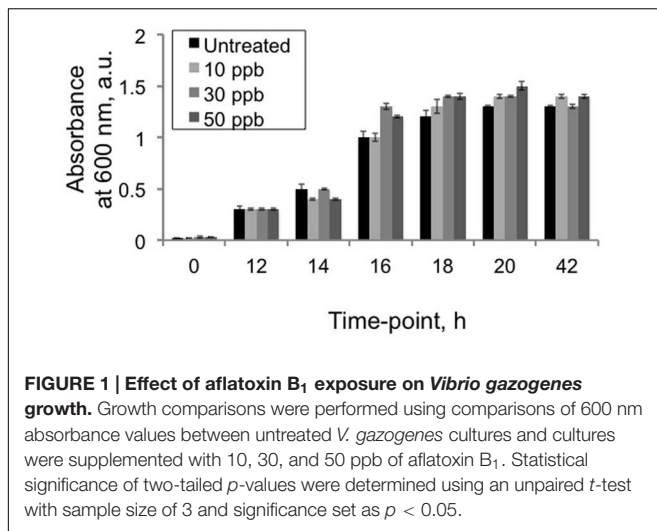 2
1.5
1
0.5
0
Absorbance
at 600 nm, a.u.
Untreated
10 ppb
30 ppb
50 ppb
0 12 14 16 18 20 42
Time-point, h
FIGURE 1 | Effect of aflatoxin B₁ exposure on Vibrio gazogenes
growth. Growth comparisons were performed using comparisons of 600 nm
absorbance values between untreated V. gazogenes cultures and cultures
were supplemented with 10, 30, and 50 ppb of aflatoxin B₁. Statistical
significance of two-tailed p-values were determined using an unpaired t-test
with sample size of 3 and significance set as p < 0.05.